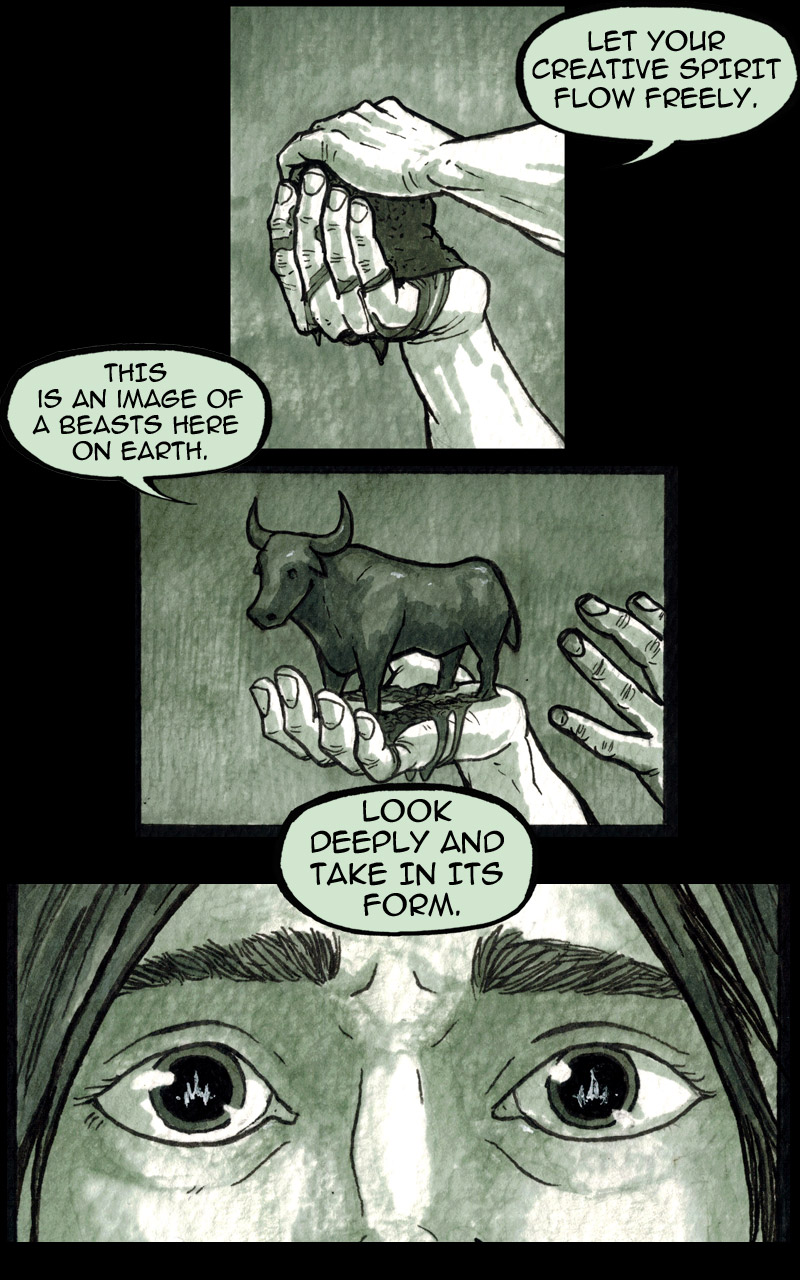 LET YOUR
CREATIVE SPIRIT
FLOW FREELY.
THIS
IS AN IMAGE OF
A BEASTS HERE
ON EARTH.
LOOK
DEEPLY AND
TAKE IN ITS
FORM.